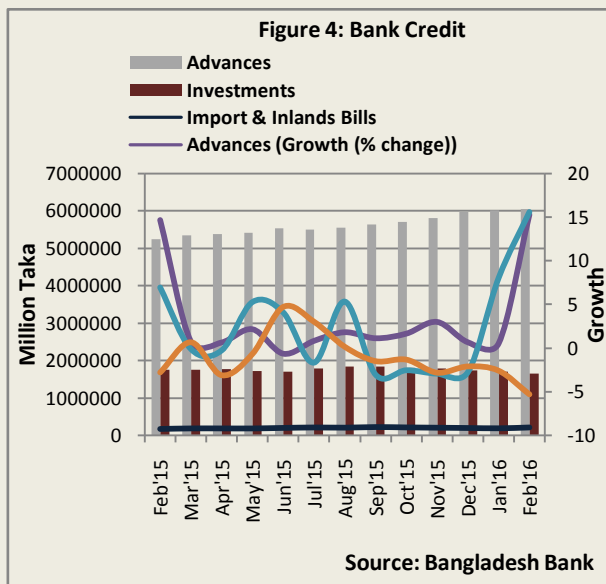 Figure 4: Bank Credit
Advances
Investments
Import & Inlands Bills
Advances (Growth (% change))
Million Taka
7000000
6000000
5000000
4000000
3000000
2000000
1000000
0
20
15
10
5
0
-5
-10
Growth
Feb'15
Mar'15
Apr'15
May'15
Jun'15
Jul'15
Aug'15
Sep'15
Oct'15
Nov'15
Dec'15
Jan'16
Feb'16
Source: Bangladesh Bank